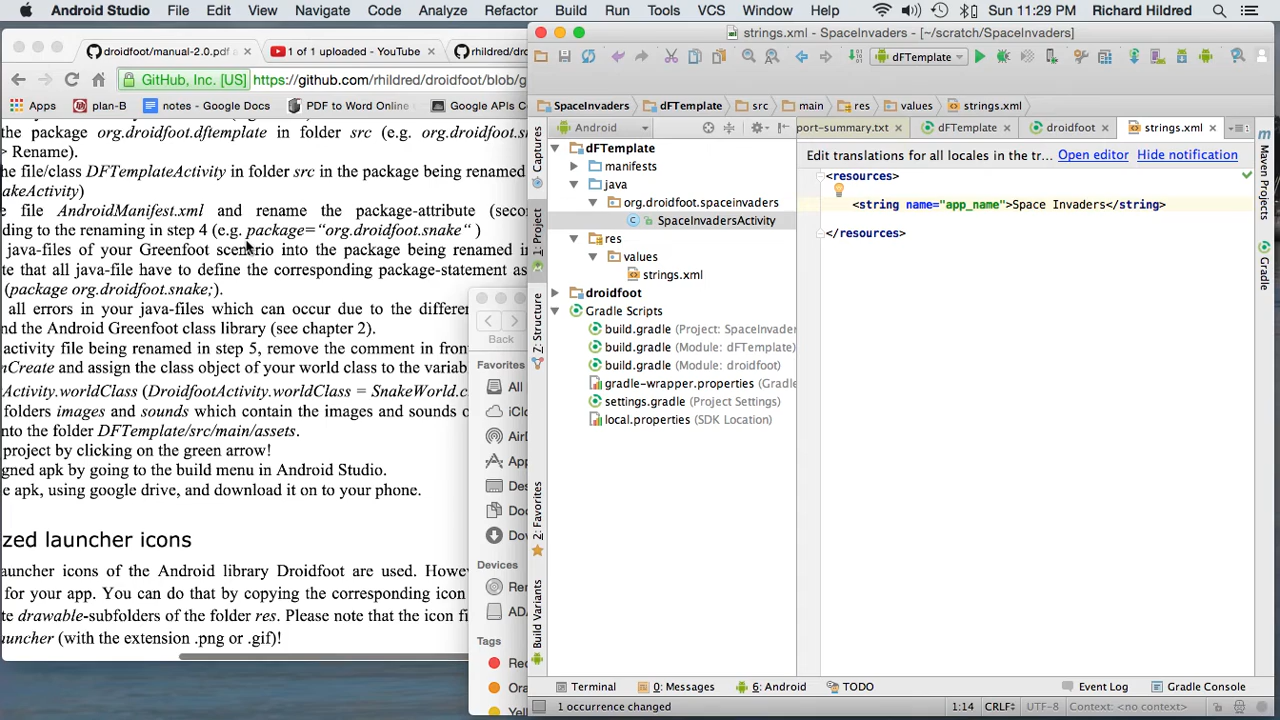 Android Studio File Edit View Navigate Code Analyze Refactor Build Run Tools VCS Window Help Sun 11:29 PM Richard Hildred
droidfoot/manual-2.0.pdf 1 of 1 uploaded - YouTube rhildred/dr
GitHub, Inc. [US] https://github.com/rhildred/droidfoot/blob/g
Apps plan-B notes - Google Docs PDF to Word Online Google APIs C
the package org.droidfoot.dftemplate in folder src (e.g. org.droidfoot.sn
> Rename).
he file/class DFTemplateActivity in folder src in the package being renamed
akeActivity)
e file AndroidManifest.xml and rename the package-attribute (seco
ding to the renaming in step 4 (e.g. package="org.droidfoot.snake" )
java-files of your Greenfoot scenario into the package being renamed in
te that all java-file have to define the corresponding package-statement as
(package org.droidfoot.snake;).
all errors in your java-files which can occur due to the differe
nd the Android Greenfoot class library (see chapter 2).
activity file being renamed in step 5, remove the comment in fron
nCreate and assign the class object of your world class to the variab
Activity.worldClass (DroidfootActivity.worldClass = SnakeWorld.c
folders images and sounds which contain the images and sounds o
nto the folder DFTemplate/src/main/assets.
project by clicking on the green arrow!
gned apk by going to the build menu in Android Studio.
e apk, using google drive, and download it on to your phone.
zed launcher icons
auncher icons of the Android library Droidfoot are used. Howe
for your app. You can do that by copying the corresponding icon
te drawable-subfolders of the folder res. Please note that the icon fi
auncher (with the extension .png or .gif)!
Back
Favorites
All
iClo
AirD
App
Des
Doc
Dov
Devices
Ren
ADA
Tags
Red
Ora
Yell
strings.xml - SpaceInvaders - [~/scratch/SpaceInvaders]
dFTemplate
SpaceInvaders dFTemplate src main res values strings.xml
Android
port-summary.txt dFTemplate droidfoot strings.xml
Edit translations for all locales in the tr... Open editor Hide notification
Captures
1: Project
7: Structure
2: Favorites
Build Variants
dFTemplate
manifests
java
org.droidfoot.spaceinvaders
SpaceInvadersActivity
res
values
strings.xml
droidfoot
Gradle Scripts
build.gradle (Project: SpaceInvader
build.gradle (Module: dFTemplate)
build.gradle (Module: droidfoot)
gradle-wrapper.properties (Gradle
settings.gradle (Project Settings)
local.properties (SDK Location)
<resources>
<string name="app_name">Space Invaders</string>
</resources>
Maven Projects
Gradle
Terminal 0: Messages 6: Android TODO Event Log Gradle Console
1 occurrence changed 1:14 CRLF UTF-8 Context: <no context>